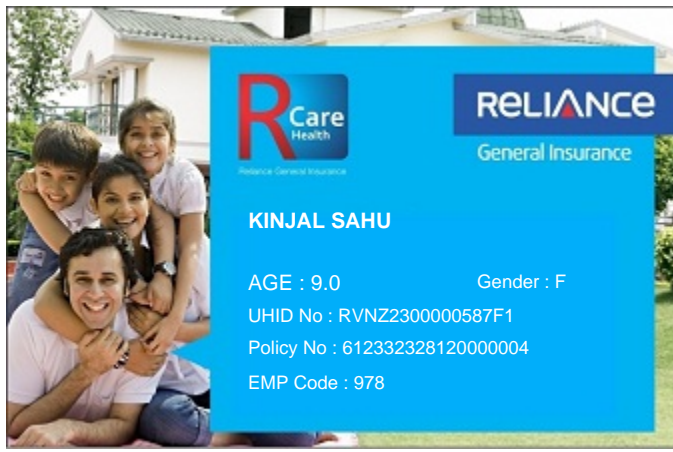 R Care
Health
Reliance General Insurance
RELIANCE
General Insurance
KINJAL SAHU
AGE : 9.0 Gender : F
UHID No : RVNZ2300000587F1
Policy No : 612332328120000004
EMP Code : 978